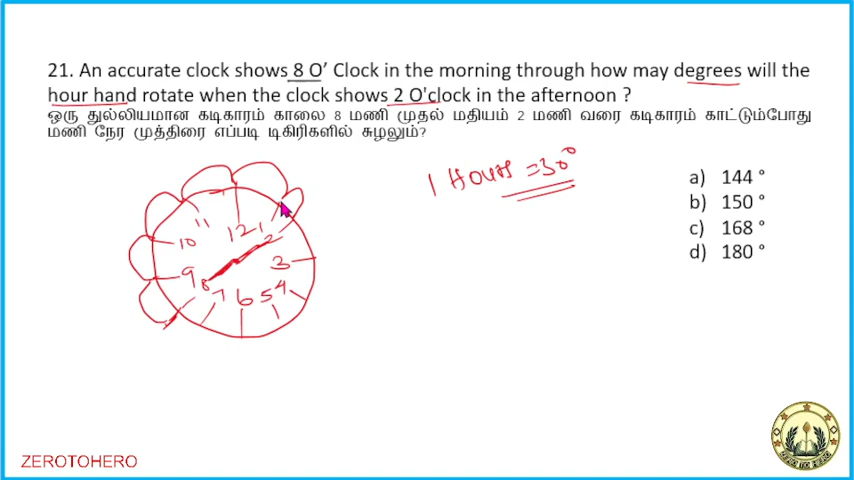 21. An accurate clock shows 8 O' Clock in the morning through how may degrees will the
hour hand rotate when the clock shows 2 O'clock in the afternoon ?
ஒரு துல்லியமான கடிகாரம் காலை 8 மணி முதல் மதியம் 2 மணி வரை கடிகாரம் காட்டும்போது
மணி நேர முத்திரை எப்படி டிகிரிகளில் சுழலும்?
1 Hours = 30°
a) 144 °
b) 150 °
c) 168 °
d) 180 °
11 12 1
10 2
9 3
8 7 6 5 4
ZEROTOHERO